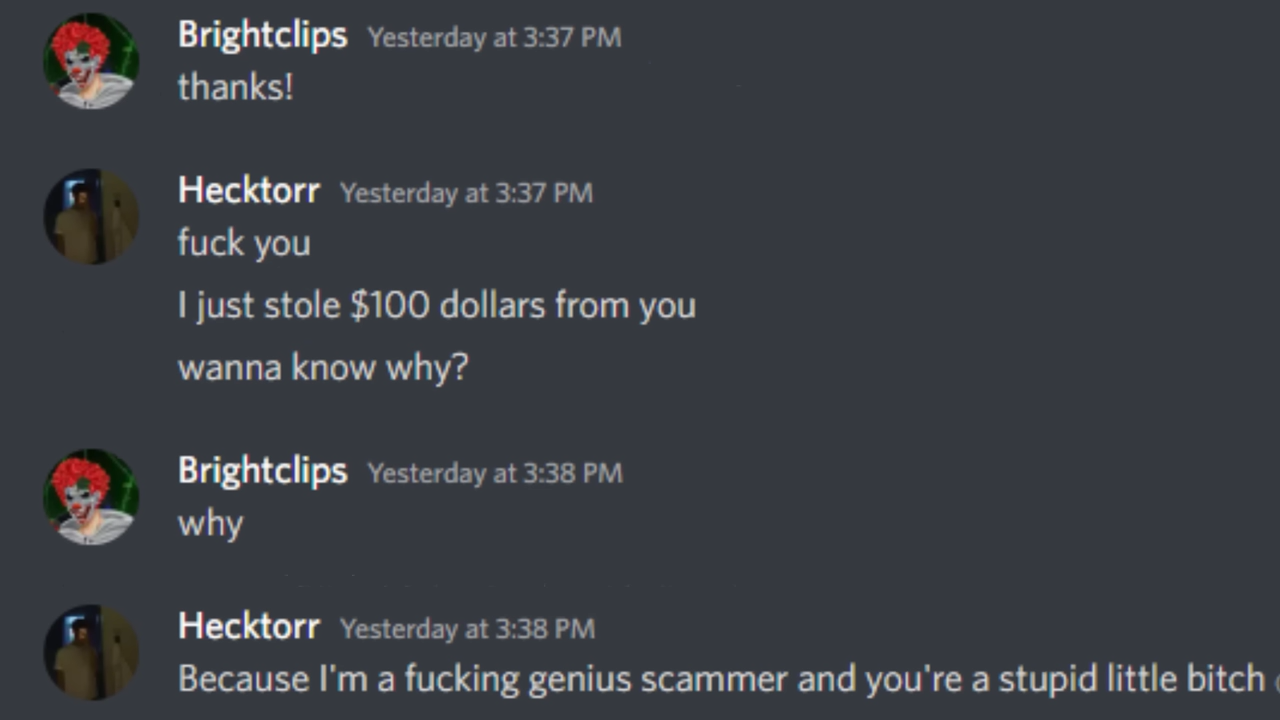 Brightclips Yesterday at 3:37 PM
thanks!
Hecktorr Yesterday at 3:37 PM
fuck you
I just stole $100 dollars from you
wanna know why?
Brightclips Yesterday at 3:38 PM
why
Hecktorr Yesterday at 3:38 PM
Because I'm a fucking genius scammer and you're a stupid little bitch